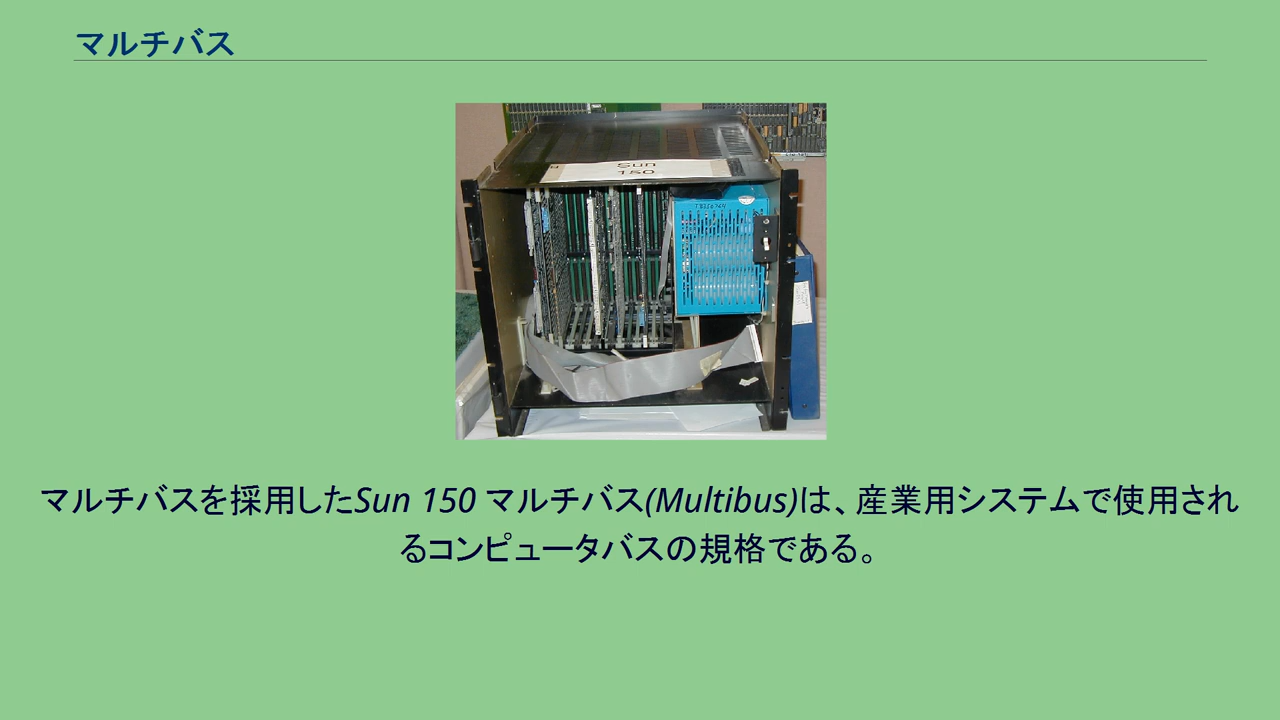 マルチバス
Sun
150
マルチバスを採用したSun 150 マルチバス(Multibus)は、産業用システムで使用され
るコンピュータバスの規格である。